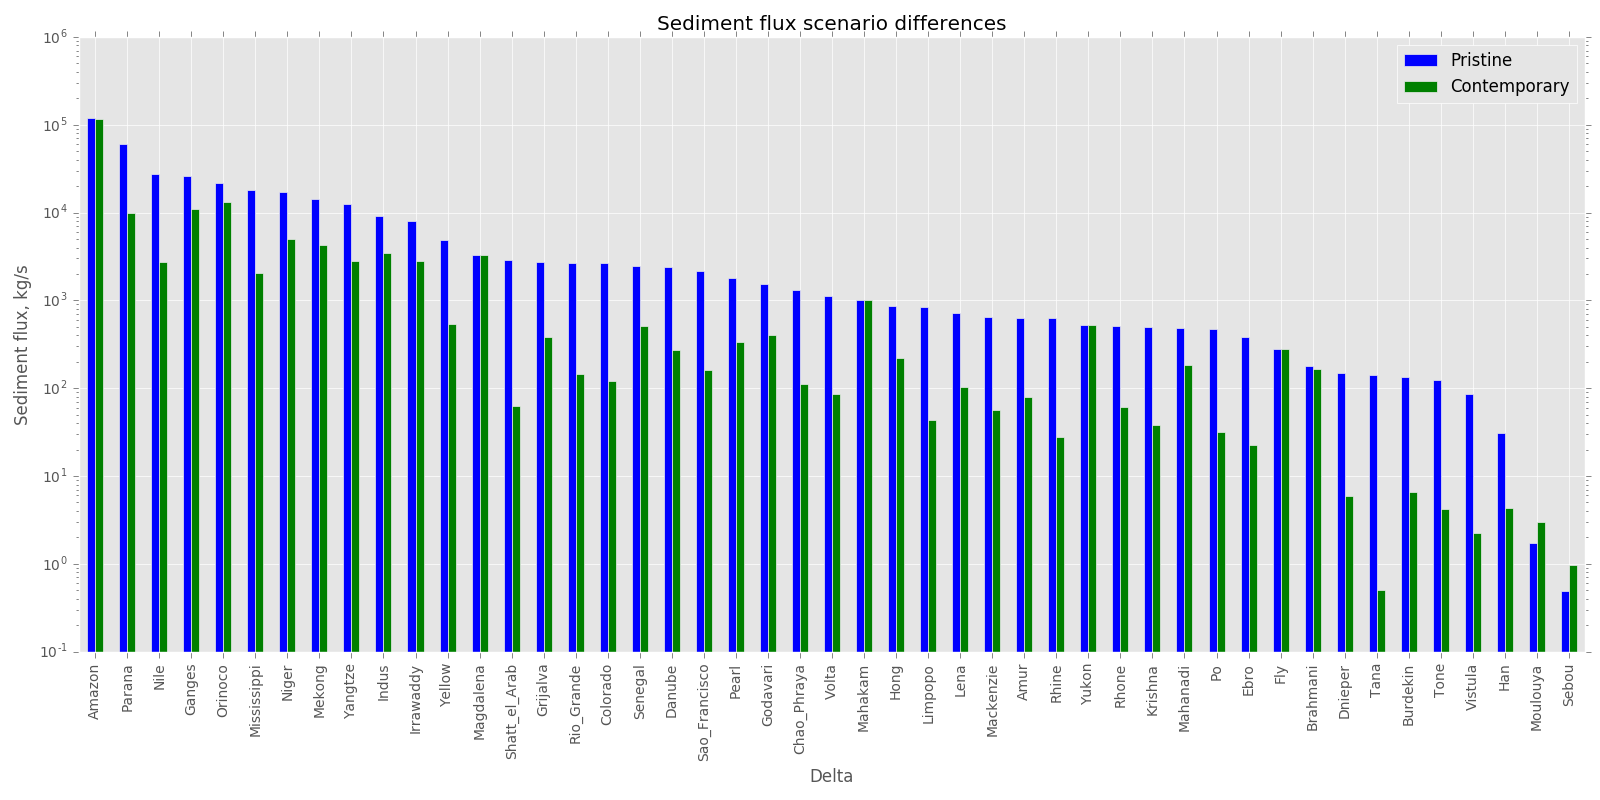 Sediment flux scenario differences
Pristine
Contemporary
Sediment flux, kg/s
10^6
10^5
10^4
10^3
10^2
10^1
10^0
10^-1
Amazon
Parana
Nile
Ganges
Orinoco
Mississippi
Niger
Mekong
Yangtze
Indus
Irrawaddy
Yellow
Magdalena
Shatt_el_Arab
Grijalva
Rio_Grande
Colorado
Senegal
Danube
Sao_Francisco
Pearl
Godavari
Chao_Phraya
Volta
Mahakam
Hong
Limpopo
Lena
Mackenzie
Amur
Rhine
Yukon
Rhone
Krishna
Mahanadi
Po
Ebro
Fly
Brahmani
Dnieper
Tana
Burdekin
Tone
Vistula
Han
Moulouya
Sebou
Delta